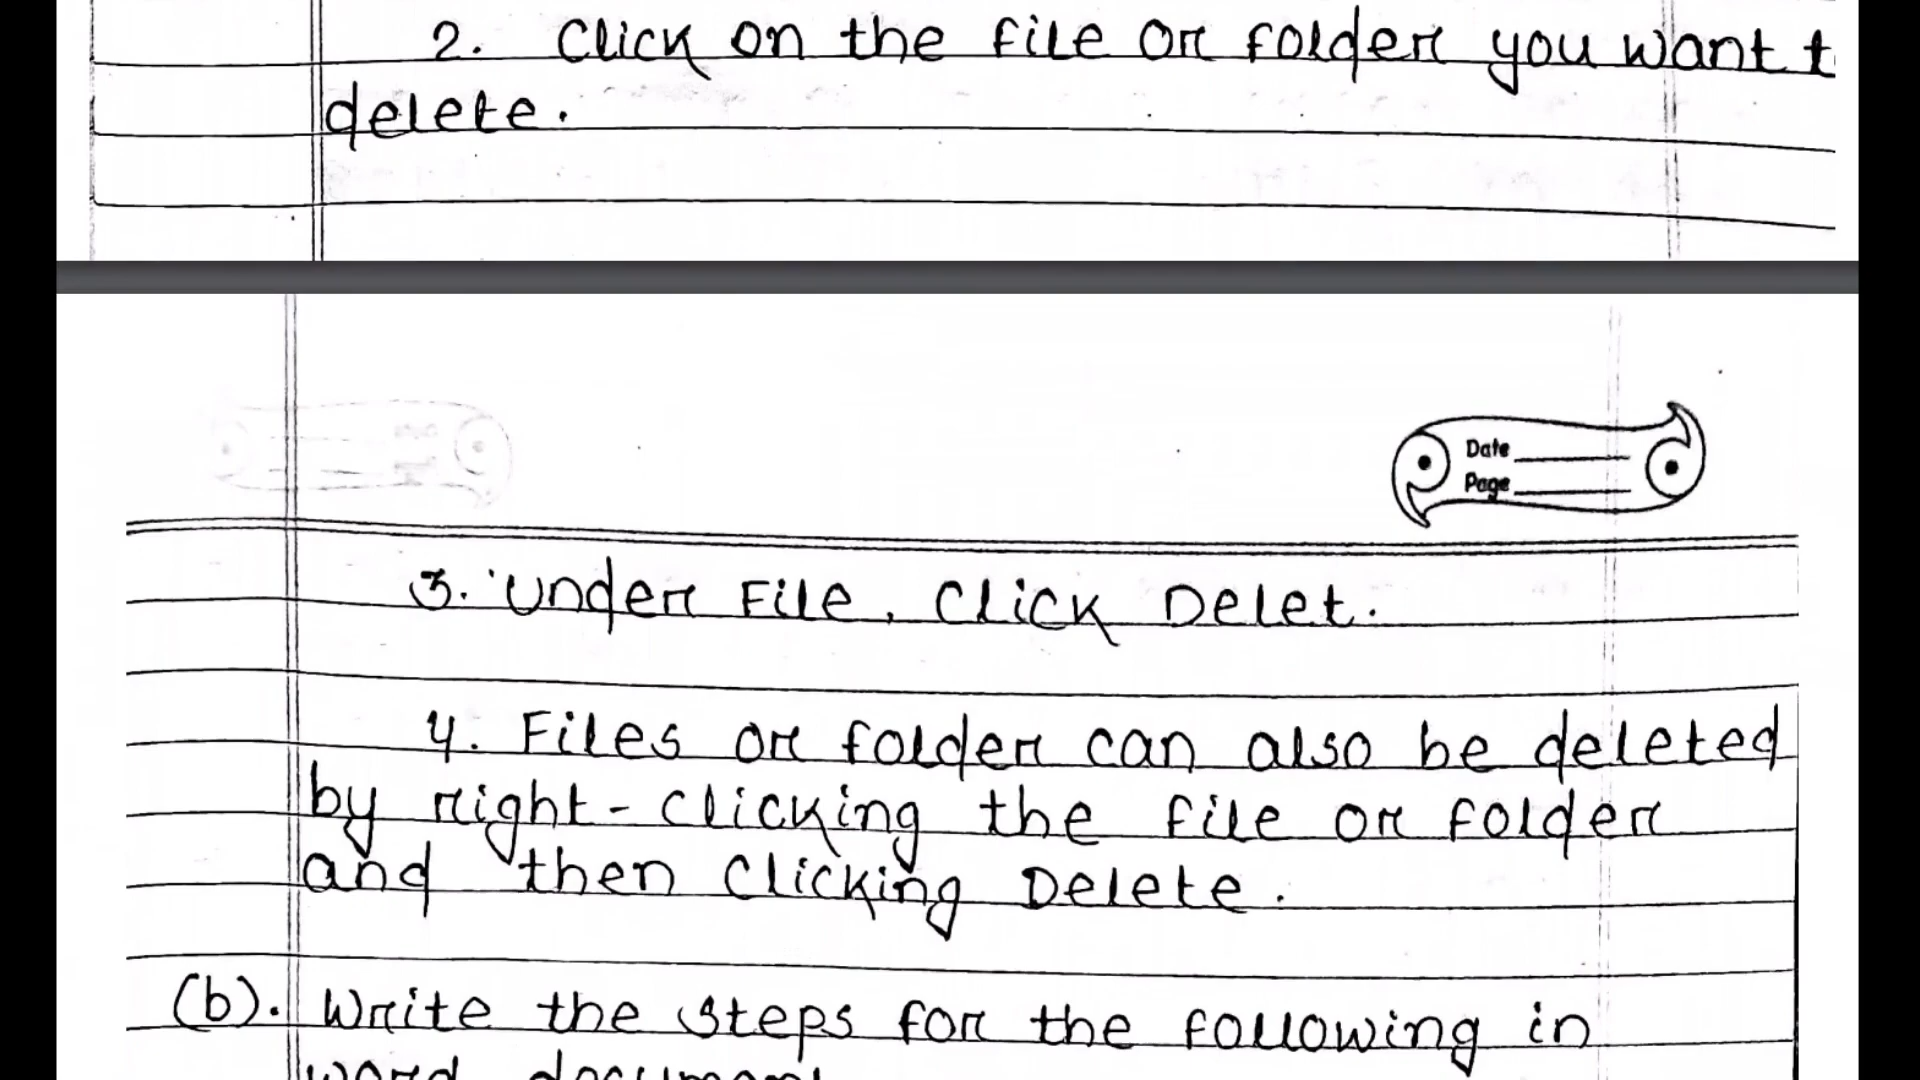 2. Click on the file or folder you want t
delete.
Date
Page
3. Under File, Click Delet.
4. Files or folder can also be deleted
by right-clicking the file or folder
and then clicking Delete.
(b). Write the steps for the following in
word document